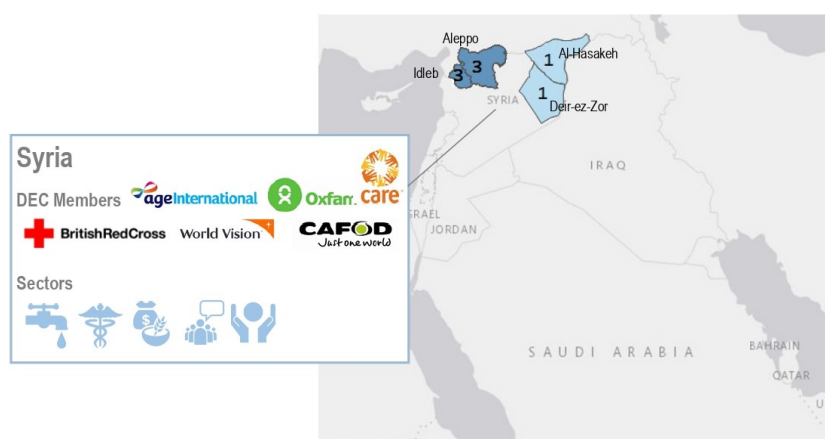 Aleppo
Al-Hasakeh
3
1
Idleb
3
1
SYRIA
Deir-ez-Zor
Syria
IRAQ
DEC Members
ageInternational
Oxfam
care
RAEL
JORDAN
BritishRedCross
World Vision
CAFOD
Just one world
Sectors
$
SAUDI ARABIA
BAHRAIN
QATAR
U